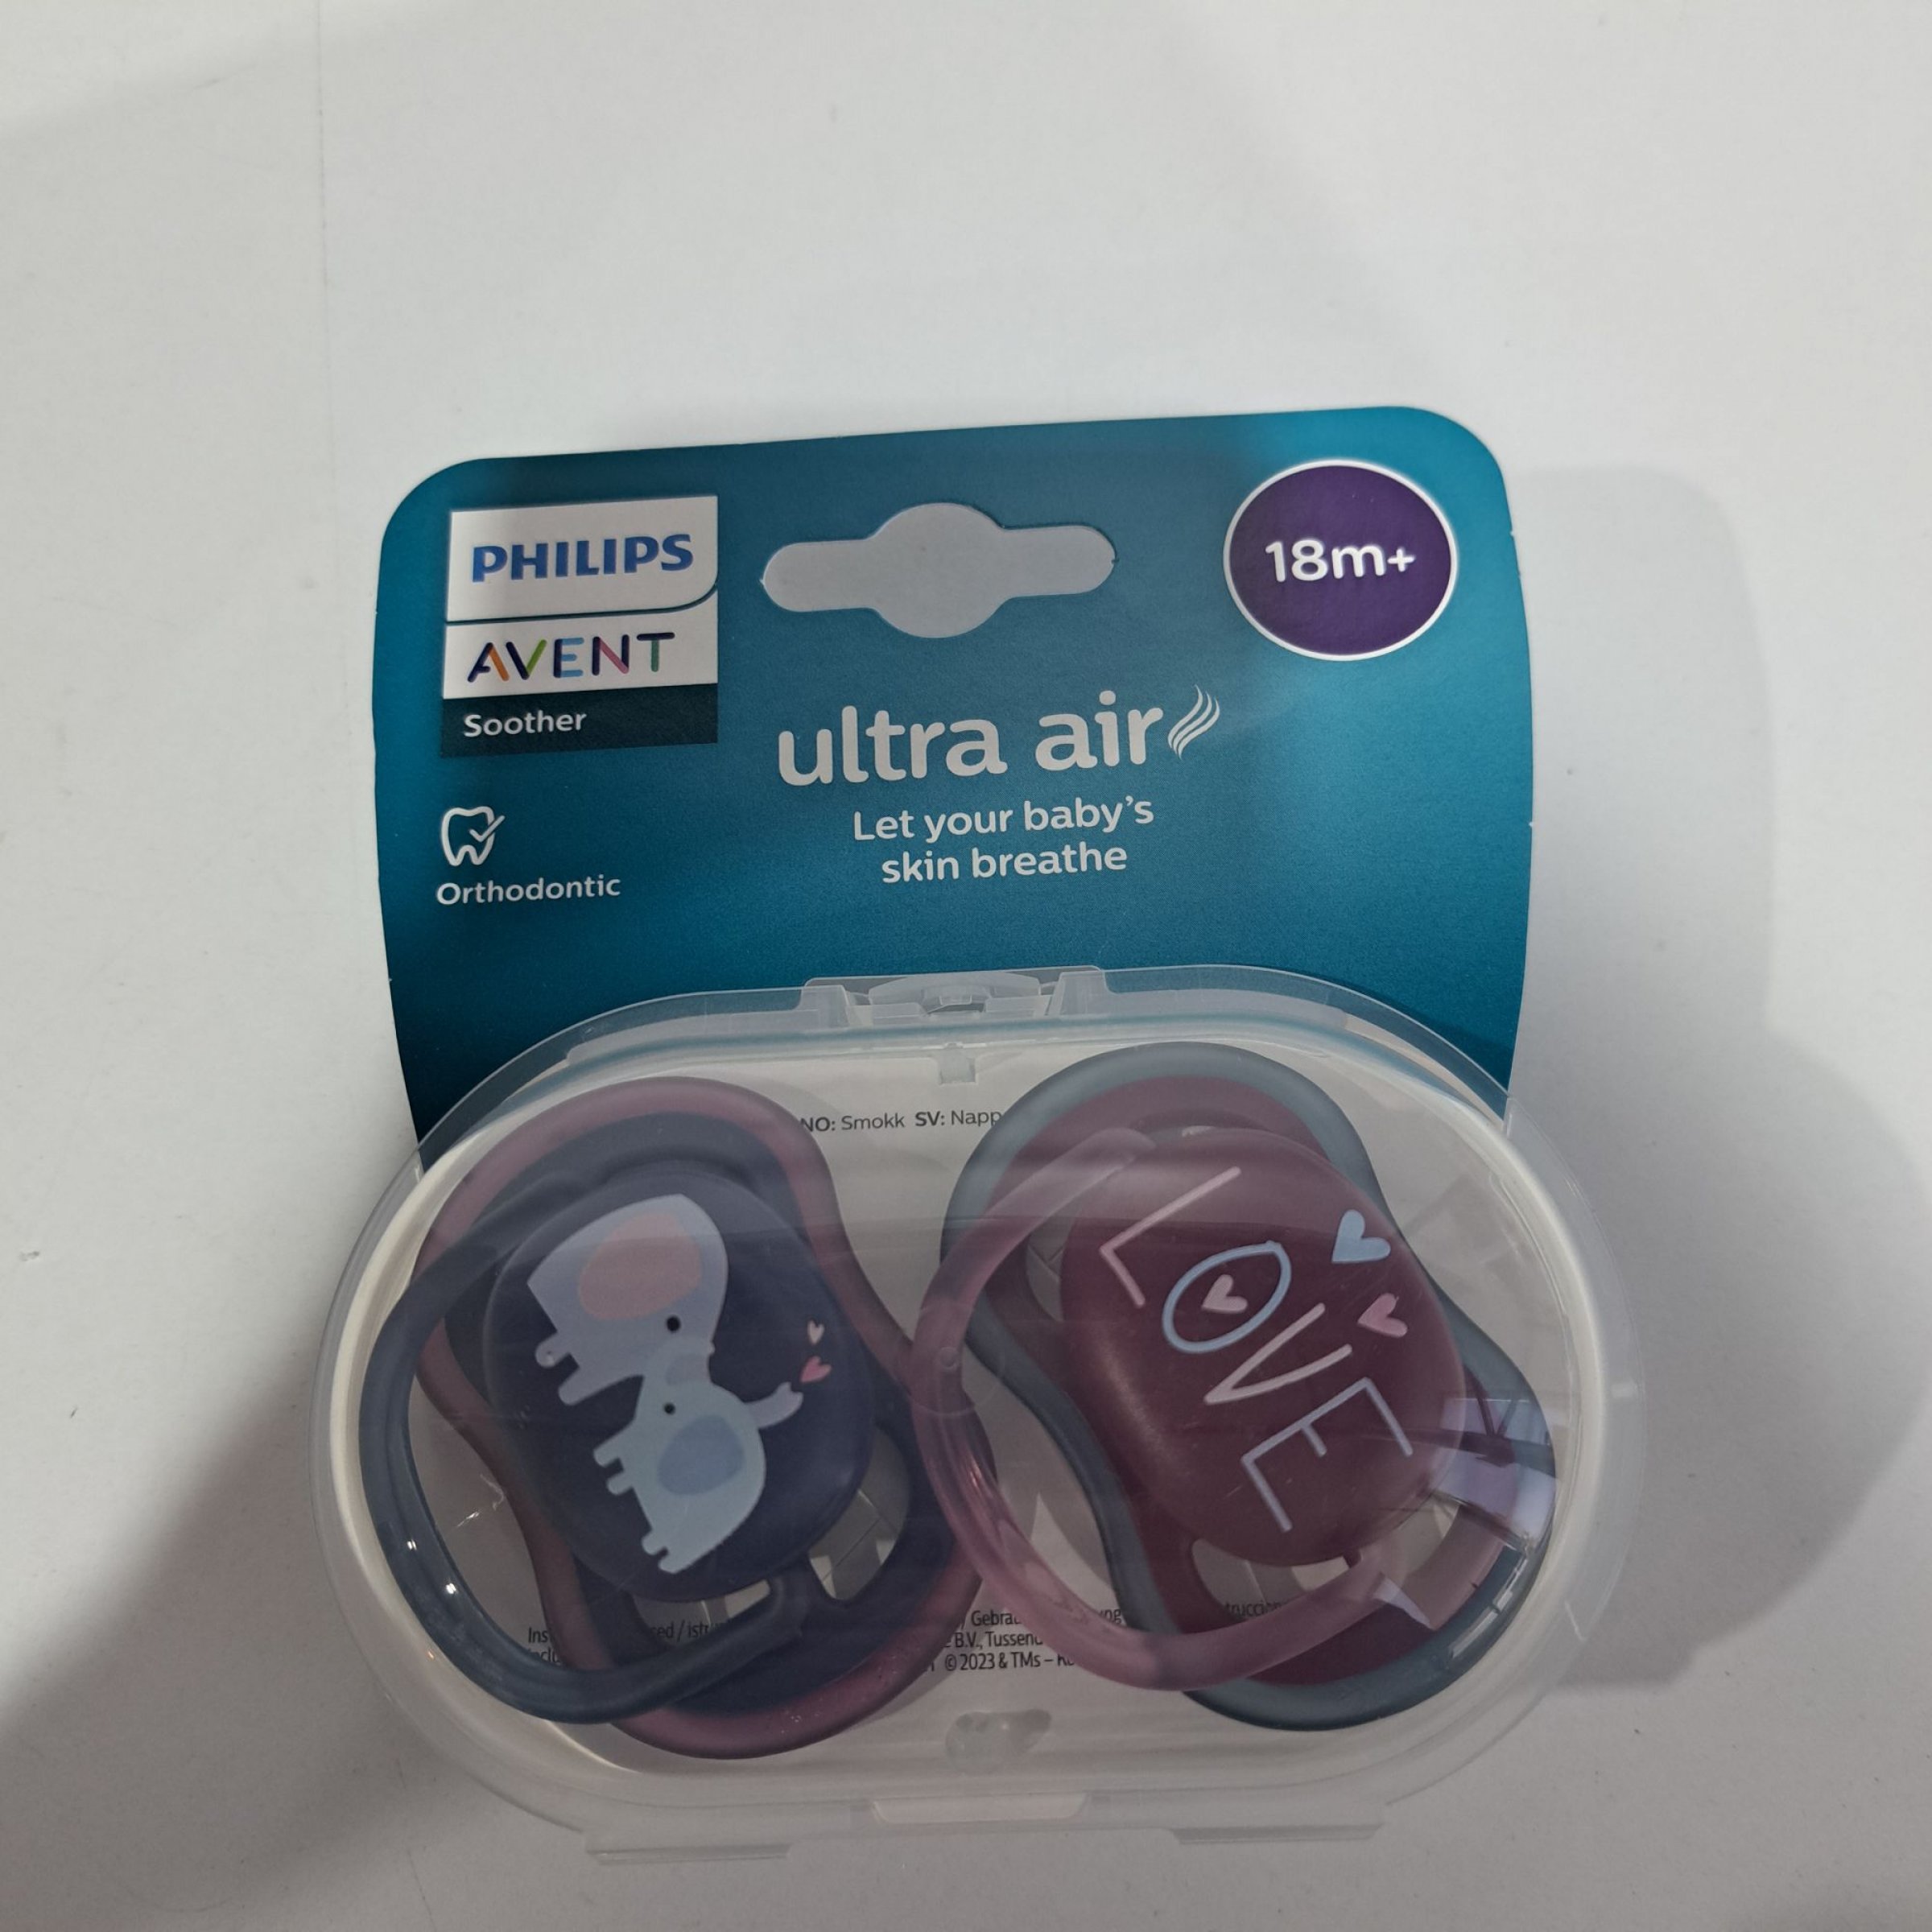 PHILIPS
AVENT
Soother
18m+
ultra air
Let your baby's
skin breathe
Orthodontic
NO: Smokk SV: Napp
LOVE
B.V.,
© 2023 & TMs –